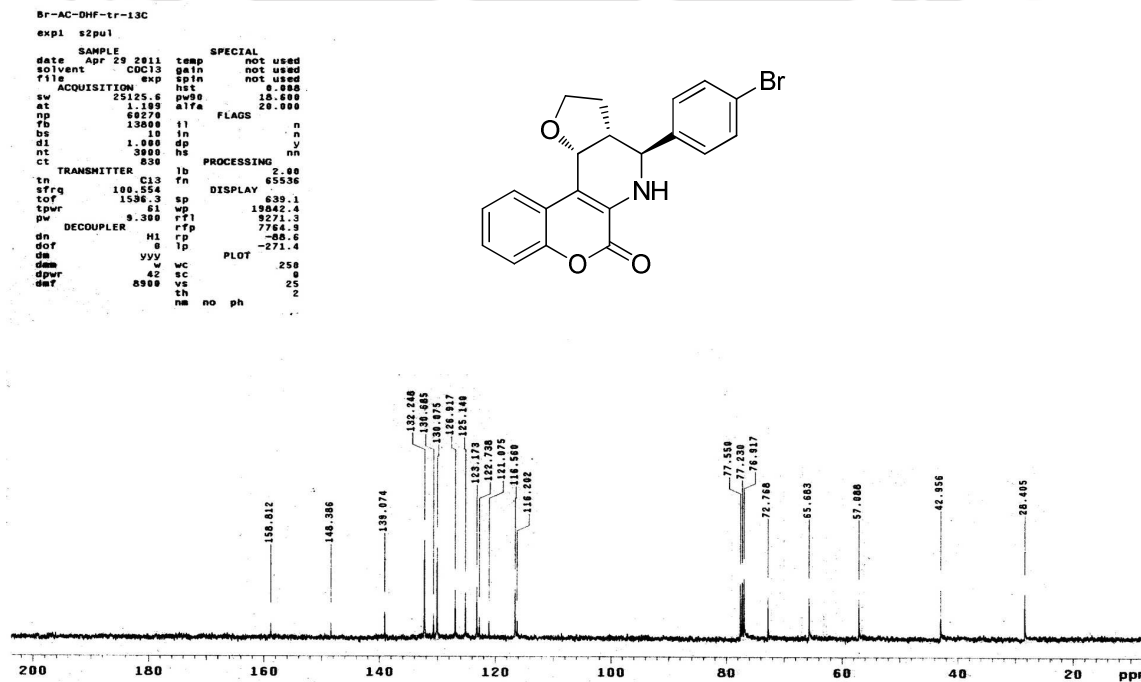 Br-AC-DHF-tr-13C
exp1 s2pul
SAMPLE
date Apr 29 2011
solvent CDCl3
file exp
ACQUISITION
sw 25125.6
at 1.199
np 60270
fb 13800
bs 10
d1 1.000
nt 3000
ct 830
TRANSMITTER
tn C13
sfrq 100.554
tof 1536.3
tpwr 61
pw 9.300
DECOUPLER
dn H1
dof 0
dm yyy
dmm w
dpwr 42
dmf 8900
SPECIAL
temp not used
gain not used
spin not used
hst 0.008
pw90 18.600
alfa 20.000
FLAGS
il n
in n
dp y
hs nn
PROCESSING
lb 2.00
fn 65536
DISPLAY
sp 639.1
wp 19842.4
rfl 9271.3
rfp 7764.9
rp -88.6
lp -271.4
PLOT
wc 250
sc 0
vs 25
th 2
nm no ph
Br
O
NH
O
O
158.812
148.386
139.074
132.248
130.685
130.075
126.917
125.140
123.173
122.738
121.075
116.560
116.202
77.550
77.230
76.917
72.768
65.683
57.088
42.956
28.405
200 180 160 140 120 100 80 60 40 20 ppm